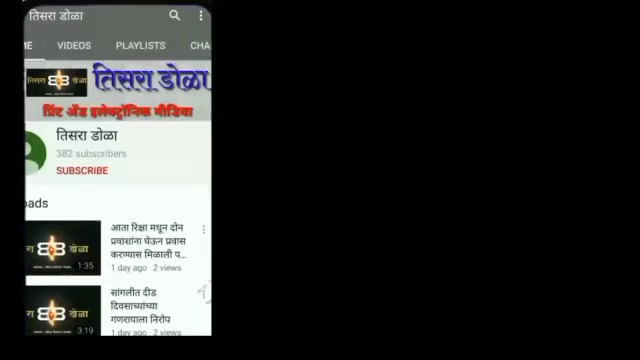 तिसरा डोळा
VIDEOS PLAYLISTS
तिसरा डोळा
तिसरा डोळा
प्रिंट अँड इलेक्ट्रॉनिक मीडिया
तिसरा डोळा
382 subscribers
SUBSCRIBE
आता रिक्षा मधून दोन
प्रवाशांना घेऊन प्रवास
करण्यास मिळाली प...
1 day ago · 2 views
डोळा
1:35
सांगलीत दीड
दिवसाच्यांच्या
गणरायाला निरोप
1 day ago · 2 views
डोळा
3:19